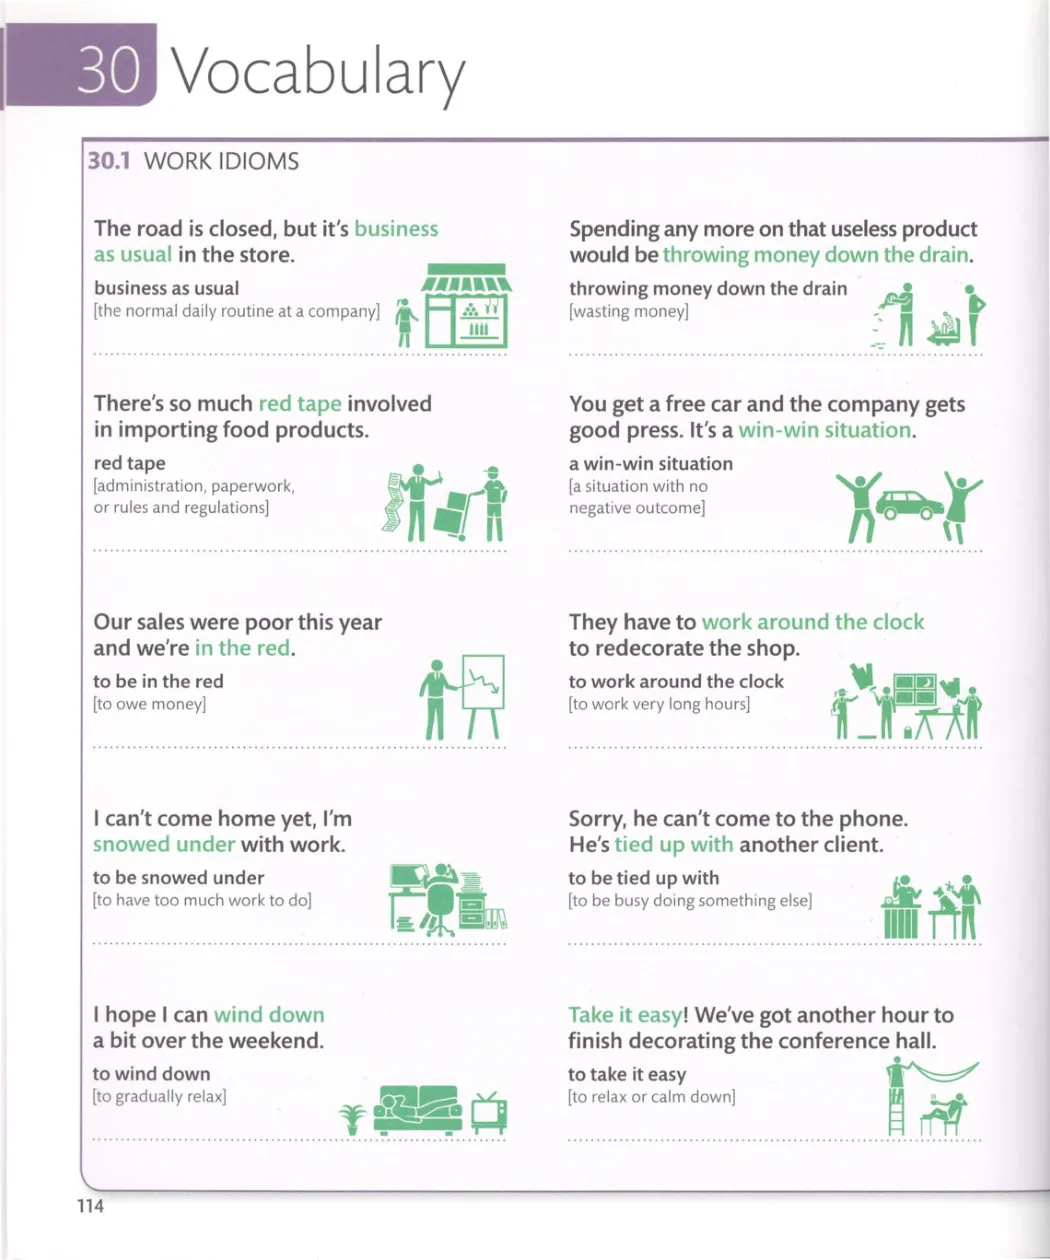 30 Vocabulary
30.1 WORK IDIOMS
The road is closed, but it's business
as usual in the store.
business as usual
[the normal daily routine at a company]
There's so much red tape involved
in importing food products.
red tape
[administration, paperwork,
or rules and regulations]
Our sales were poor this year
and we're in the red.
to be in the red
[to owe money]
I can't come home yet, I'm
snowed under with work.
to be snowed under
[to have too much work to do]
I hope I can wind down
a bit over the weekend.
to wind down
[to gradually relax]
Spending any more on that useless product
would be throwing money down the drain.
throwing money down the drain
[wasting money]
You get a free car and the company gets
good press. It's a win-win situation.
a win-win situation
[a situation with no
negative outcome]
They have to work around the clock
to redecorate the shop.
to work around the clock
[to work very long hours]
Sorry, he can't come to the phone.
He's tied up with another client.
to be tied up with
[to be busy doing something else]
Take it easy! We've got another hour to
finish decorating the conference hall.
to take it easy
[to relax or calm down]
114